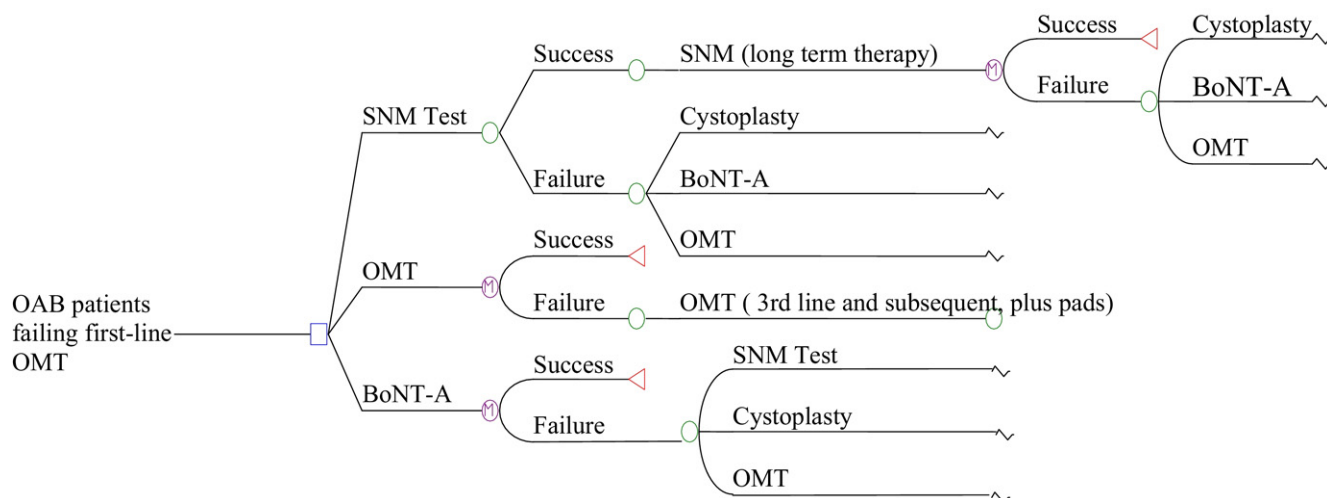 Success
Cystoplasty
Success
SNM (long term therapy)
M
Failure
BoNT-A
SNM Test
Cystoplasty
OMT
Failure
BoNT-A
Success
OMT
OMT
M
OAB patients
failing first-line
OMT
Failure
OMT ( 3rd line and subsequent, plus pads)
Success
SNM Test
BoNT-A
M
Failure
Cystoplasty
OMT